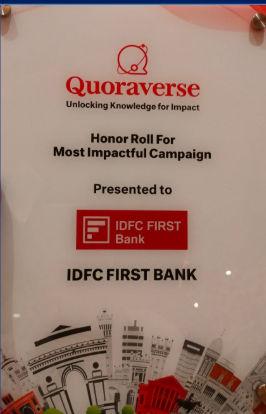 Quoraverse
Unlocking Knowledge for Impact
Honor Roll For
Most Impactful Campaign
Presented to
IDFC FIRST
Bank
IDFC FIRST BANK